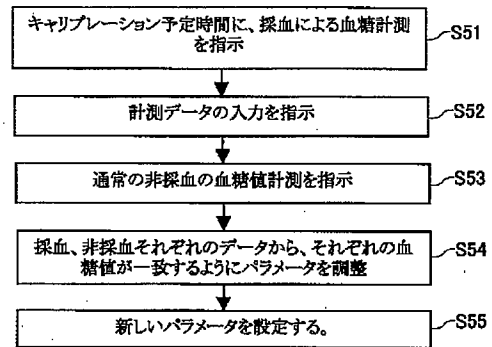 キャリブレーション予定時間に、採血による血糖計測
を指示
S51
計測データの入力を指示
S52
通常の非採血の血糖値計測を指示
S53
採血、非採血それぞれのデータから、それぞれの血
糖値が一致するようにパラメータを調整
S54
新しいパラメータを設定する。
S55